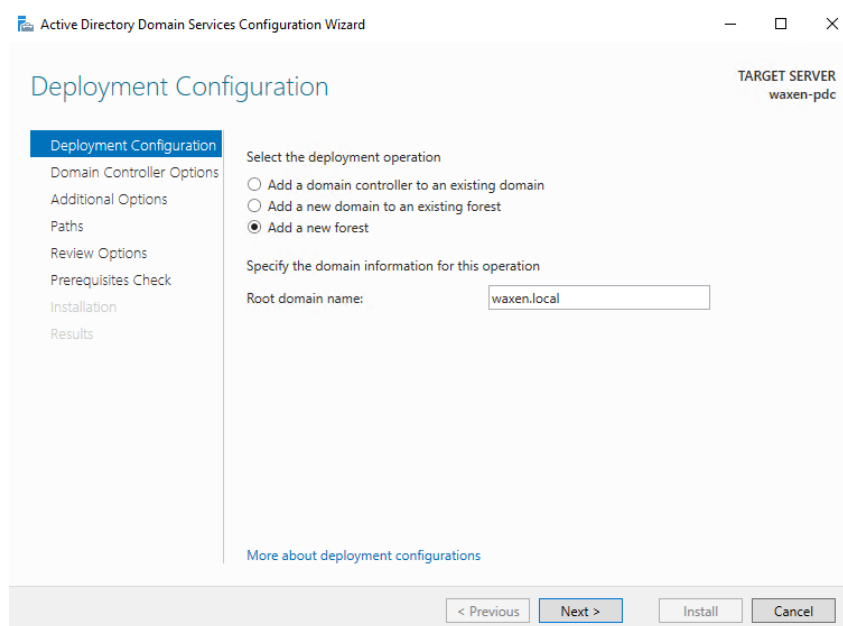 Active Directory Domain Services Configuration Wizard
Deployment Configuration
TARGET SERVER
waxen-pdc
Deployment Configuration
Domain Controller Options
Additional Options
Paths
Review Options
Prerequisites Check
Installation
Results
Select the deployment operation
Add a domain controller to an existing domain
Add a new domain to an existing forest
Add a new forest
Specify the domain information for this operation
Root domain name:
waxen.local
More about deployment configurations
< Previous
Next >
Install
Cancel